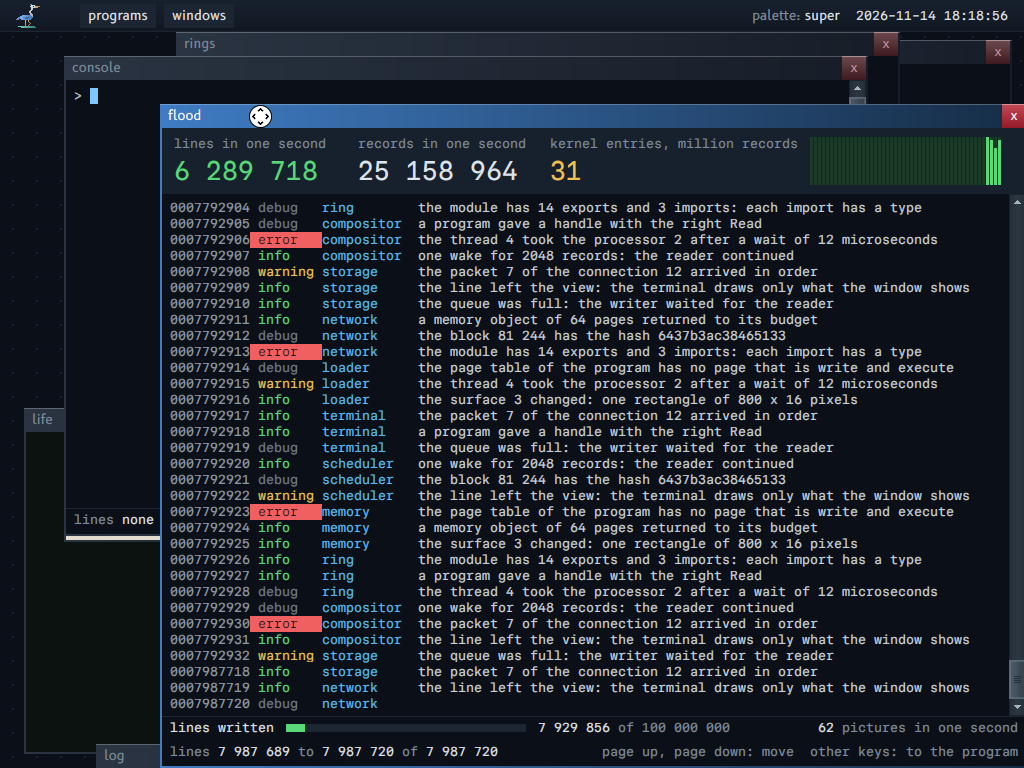 programs windows palette: super 2026-11-14 18:18:56
rings x
x
console x
>
flood x
lines in one second records in one second kernel entries, million records
6 289 718 25 158 964 31
0007792904 debug ring the module has 14 exports and 3 imports: each import has a type
0007792905 debug compositor a program gave a handle with the right Read
0007792906 error compositor the thread 4 took the processor 2 after a wait of 12 microseconds
0007792907 info compositor one wake for 2048 records: the reader continued
0007792908 warning storage the packet 7 of the connection 12 arrived in order
0007792909 info storage the line left the view: the terminal draws only what the window shows
0007792910 info storage the queue was full: the writer waited for the reader
0007792911 info network a memory object of 64 pages returned to its budget
0007792912 debug network the block 81 244 has the hash 6437b3ac38465133
0007792913 error network the module has 14 exports and 3 imports: each import has a type
0007792914 debug loader the page table of the program has no page that is write and execute
0007792915 warning loader the thread 4 took the processor 2 after a wait of 12 microseconds
0007792916 info loader the surface 3 changed: one rectangle of 800 x 16 pixels
0007792917 info terminal the packet 7 of the connection 12 arrived in order
0007792918 info terminal a program gave a handle with the right Read
0007792919 debug terminal the queue was full: the writer waited for the reader
0007792920 info scheduler one wake for 2048 records: the reader continued
0007792921 debug scheduler the block 81 244 has the hash 6437b3ac38465133
0007792922 warning scheduler the line left the view: the terminal draws only what the window shows
0007792923 error memory the page table of the program has no page that is write and execute
0007792924 info memory a memory object of 64 pages returned to its budget
0007792925 info memory the surface 3 changed: one rectangle of 800 x 16 pixels
0007792926 info ring the module has 14 exports and 3 imports: each import has a type
0007792927 info ring a program gave a handle with the right Read
0007792928 debug ring the thread 4 took the processor 2 after a wait of 12 microseconds
0007792929 debug compositor one wake for 2048 records: the reader continued
0007792930 error compositor the packet 7 of the connection 12 arrived in order
0007792931 info compositor the line left the view: the terminal draws only what the window shows
0007792932 warning storage the queue was full: the writer waited for the reader
0007987718 info storage the packet 7 of the connection 12 arrived in order
0007987719 info network the line left the view: the terminal draws only what the window shows
0007987720 debug network
lines written 7 929 856 of 100 000 000 62 pictures in one second
lines 7 987 689 to 7 987 720 of 7 987 720 page up, page down: move other keys: to the program
life
lines none
log